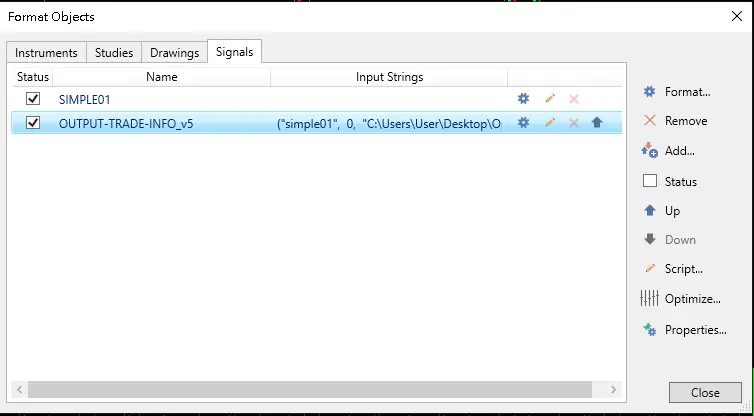 Format Objects
Instruments Studies Drawings Signals
Status Name Input Strings
SIMPLE01
OUTPUT-TRADE-INFO_v5 ("simple01", 0, "C:\Users\User\Desktop\O
Format...
Remove
Add...
Status
Up
Down
Script...
Optimize...
Properties...
Close